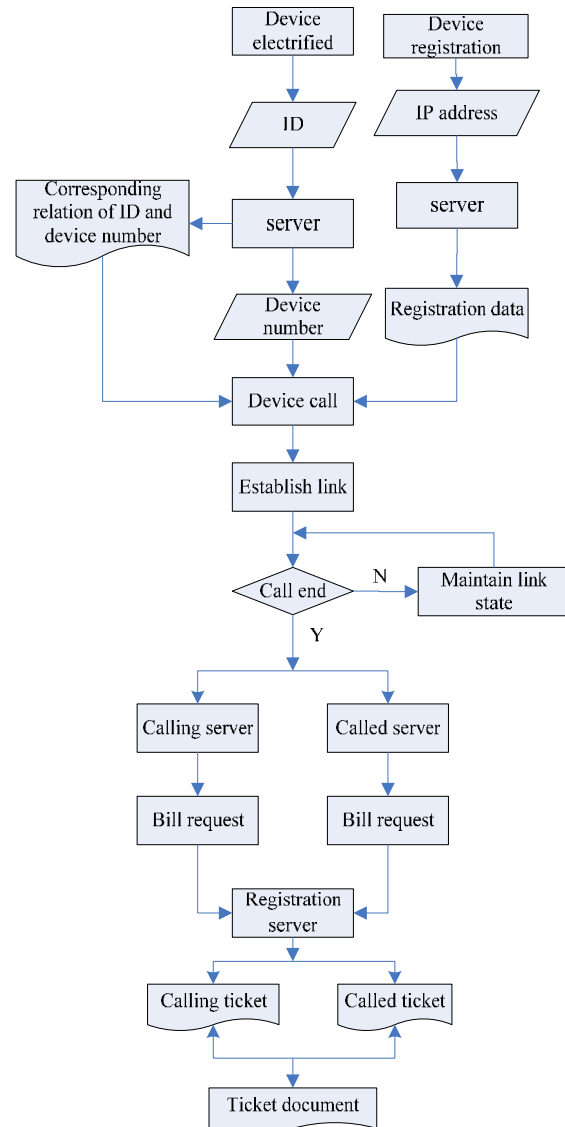 Device
electrified
Device
registration
ID
IP address
Corresponding
relation of ID and
device number
server
server
Device
number
Registration data
Device call
Establish link
Call end
N
Maintain link
state
Y
Calling server
Called server
Bill request
Bill request
Registration
server
Calling ticket
Called ticket
Ticket document